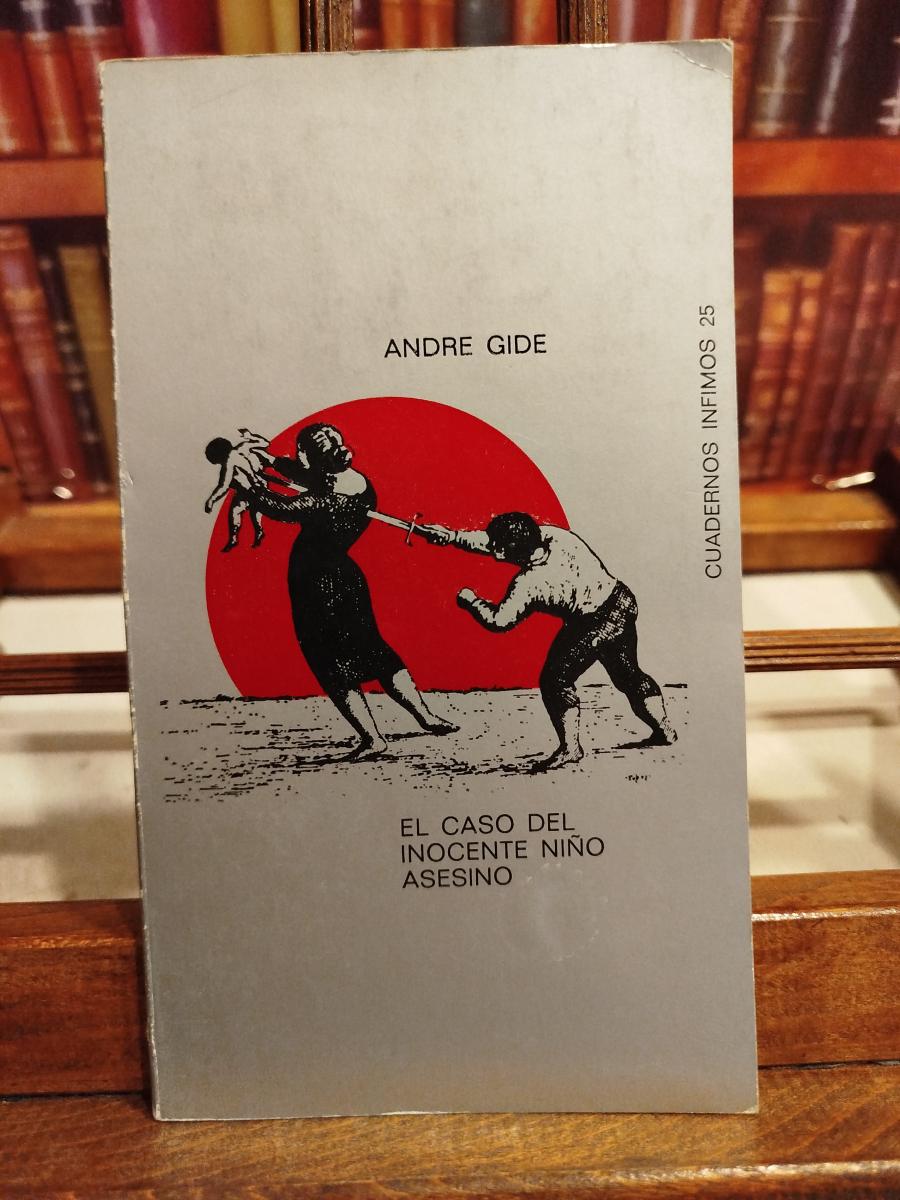 ANDRE GIDE
CUADERNOS INFIMOS 25
EL CASO DEL
INOCENTE NIÑO
ASESINO